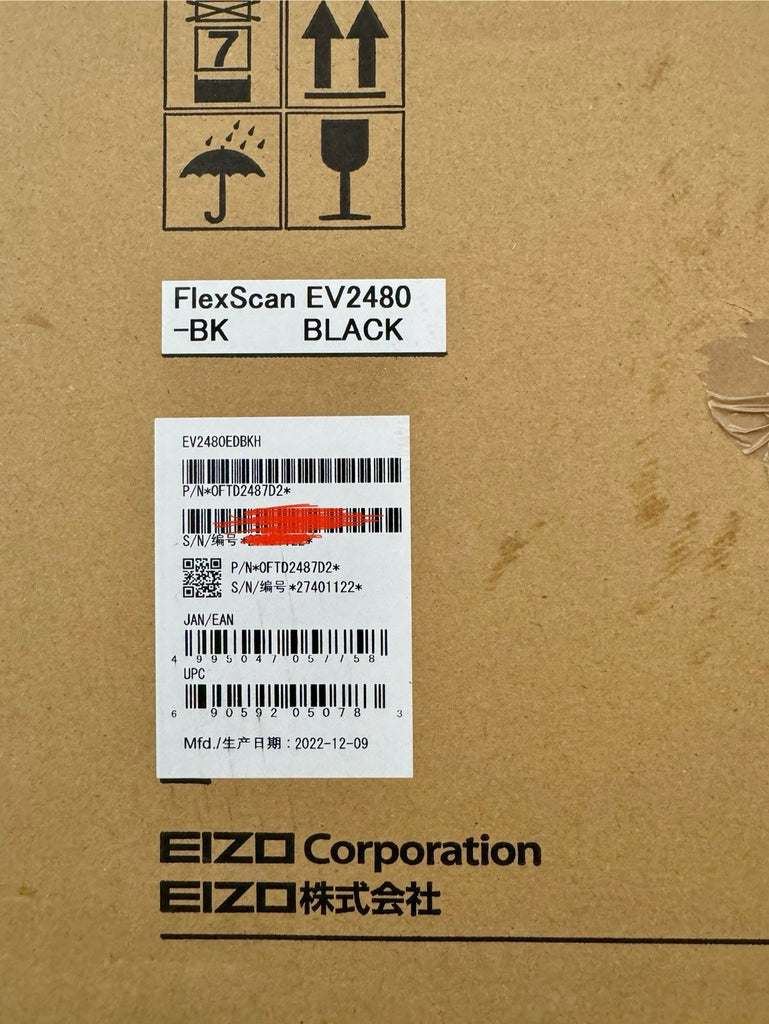 7
FlexScan EV2480
-BK BLACK
EV2480EDBKH
P/N*0FTD2487D2*
S/N/编号
P/N*0FTD2487D2*
S/N/编号*27401122*
JAN/EAN
4 995047 057758
UPC
6 90592 05078 3
Mfd./生产日期：2022-12-09
EIZO Corporation
EIZO株式会社